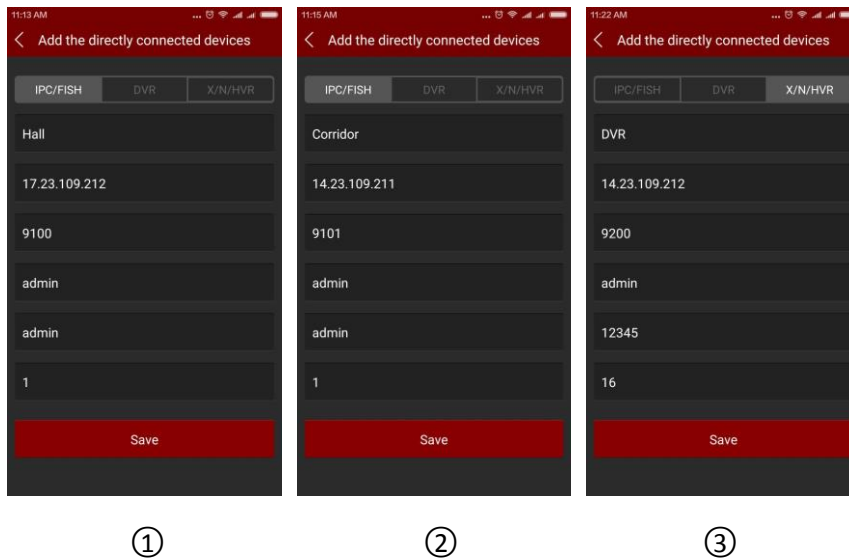 11:13 AM
Add the directly connected devices
IPC/FISH DVR X/N/HVR
Hall
17.23.109.212
9100
admin
admin
1
Save
①
11:15 AM
Add the directly connected devices
IPC/FISH DVR X/N/HVR
Corridor
14.23.109.211
9101
admin
admin
1
Save
②
11:22 AM
Add the directly connected devices
IPC/FISH DVR X/N/HVR
DVR
14.23.109.212
9200
admin
12345
16
Save
③